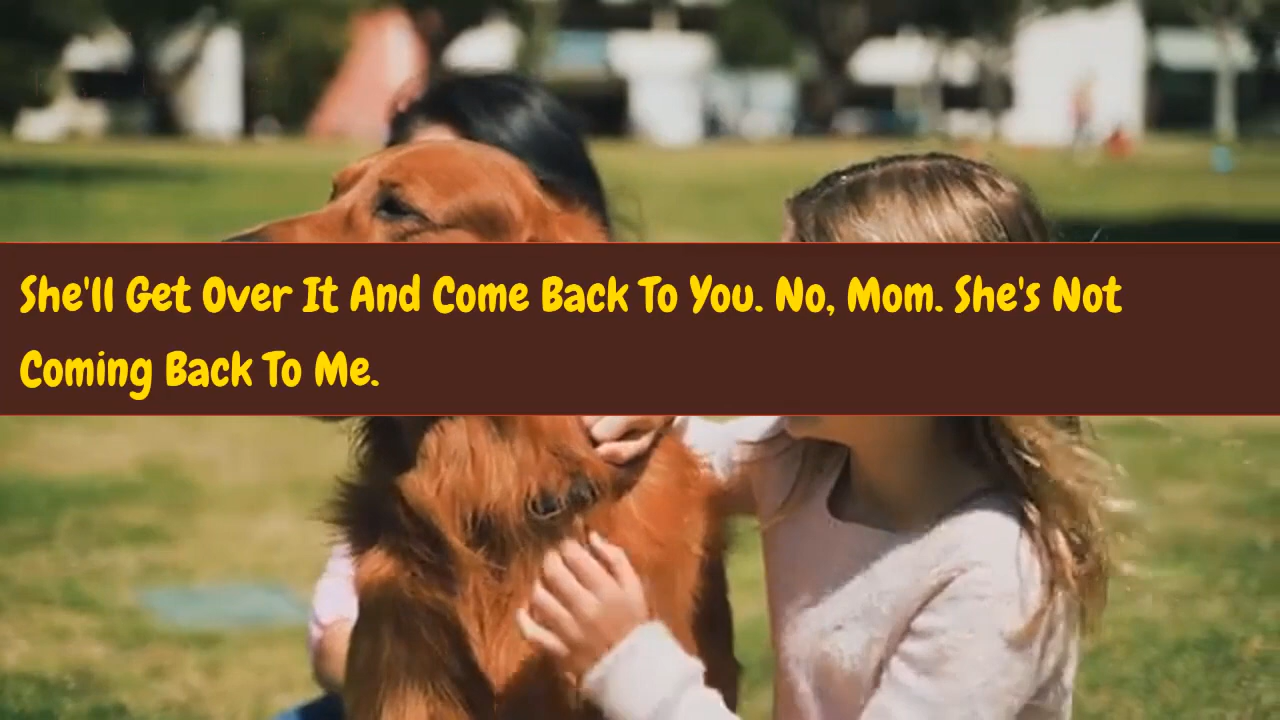 She'll Get Over It And Come Back To You. No, Mom. She's Not
Coming Back To Me.